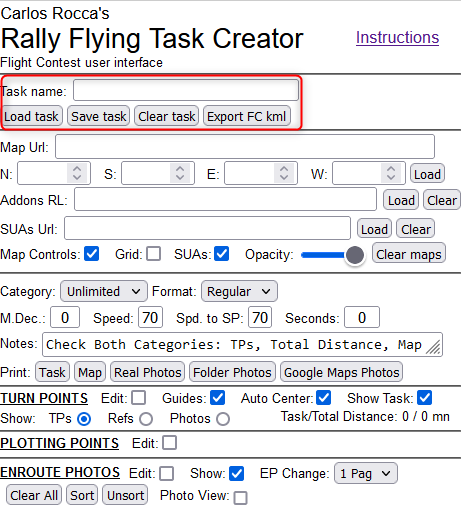 Carlos Rocca's
Rally Flying Task Creator Instructions
Flight Contest user interface
Task name:
Load task Save task Clear task Export FC kml
Map Url:
N: S: E: W: Load
Addons RL: Load Clear
SUAs Url: Load Clear
Map Controls: Grid: SUAs: Opacity: Clear maps
Category: Unlimited Format: Regular
M.Dec.: 0 Speed: 70 Spd. to SP: 70 Seconds: 0
Notes: Check Both Categories: TPs, Total Distance, Map
Print: Task Map Real Photos Folder Photos Google Maps Photos
TURN POINTS Edit: Guides: Auto Center: Show Task:
Show: TPs Refs Photos Task/Total Distance: 0 / 0 mn
PLOTTING POINTS Edit:
ENROUTE PHOTOS Edit: Show: EP Change: 1 Pag
Clear All Sort Unsort Photo View: